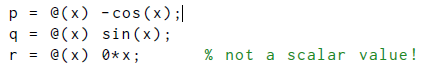 p = @(x) -cos(x);
q = @(x) sin(x);
r = @(x) 0*x;      % not a scalar value!